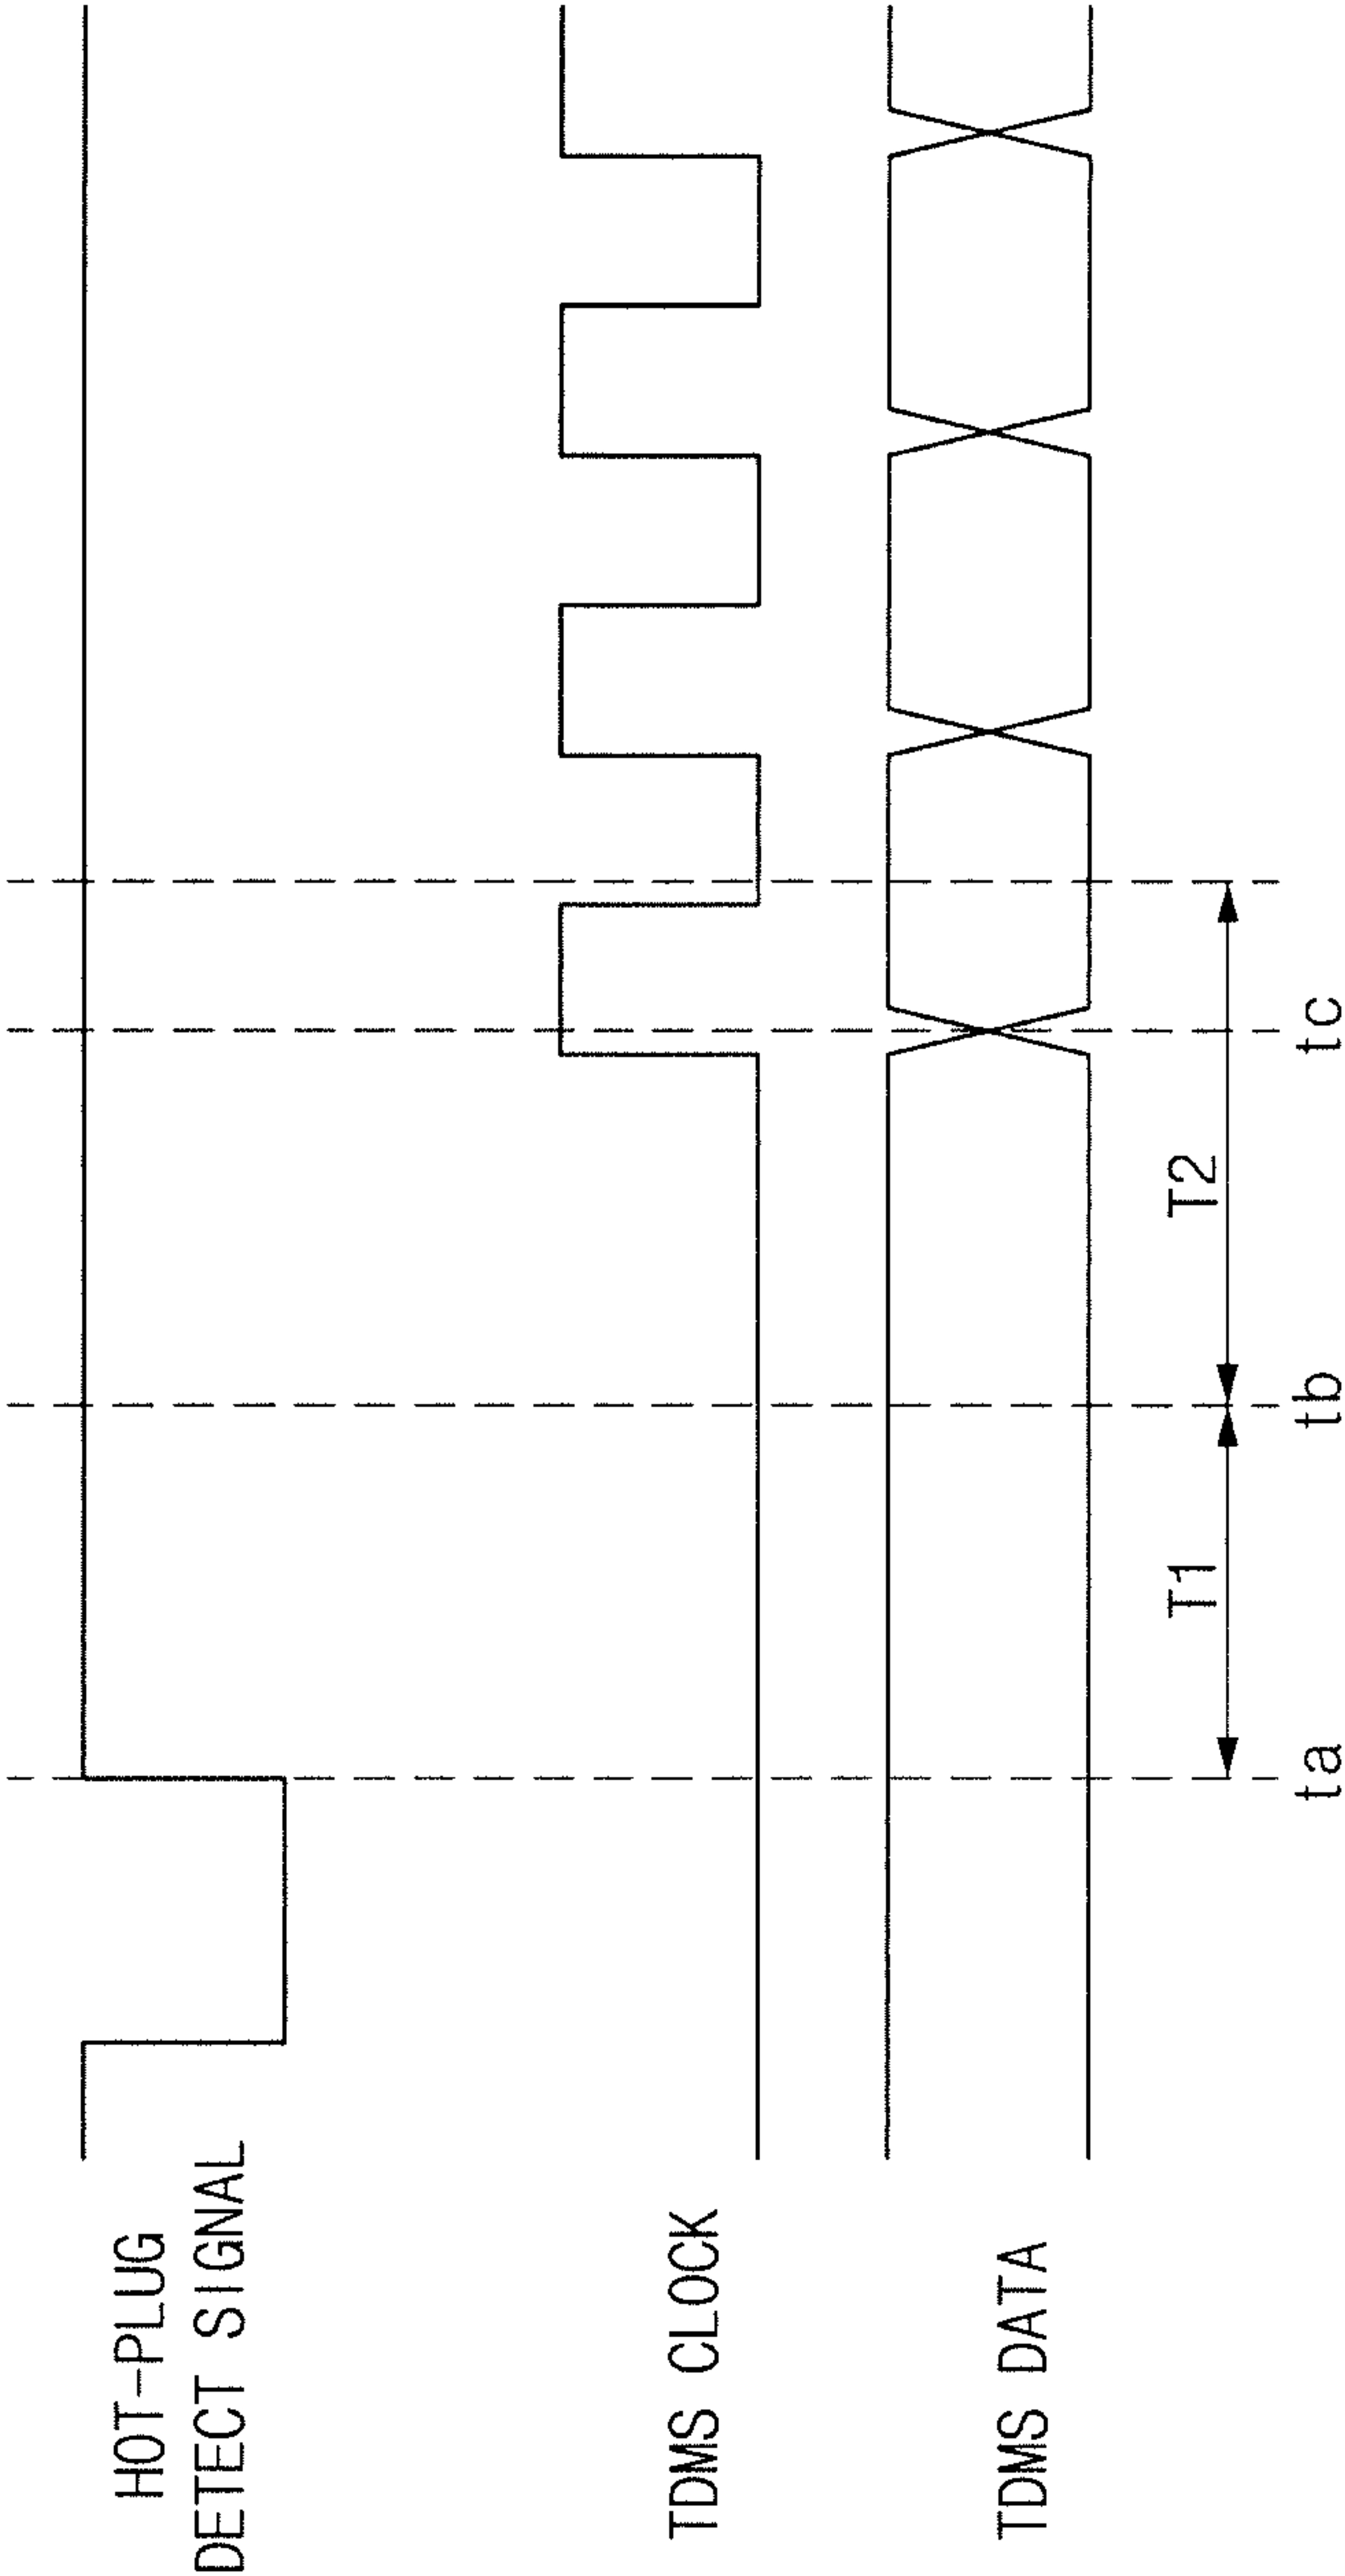 HOT-PLUG
DETECT SIGNAL
TDMS CLOCK
TDMS DATA
T1
T2
ta
tb
tc